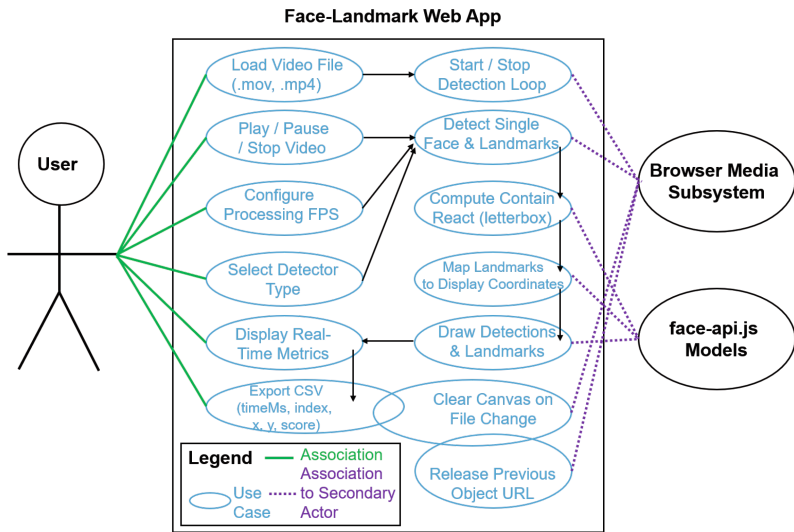 Face-Landmark Web App
User
Load Video File
(.mov, .mp4)
Start / Stop
Detection Loop
Play / Pause
/ Stop Video
Detect Single
Face & Landmarks
Configure
Processing FPS
Compute Contain
React (letterbox)
Select Detector
Type
Map Landmarks
to Display Coordinates
Display Real-
Time Metrics
Draw Detections
& Landmarks
Export CSV
(timeMs, index,
x, y, score)
Clear Canvas on
File Change
Release Previous
Object URL
Browser Media
Subsystem
face-api.js
Models
Legend
Association
Association
to Secondary
Actor
Use
Case